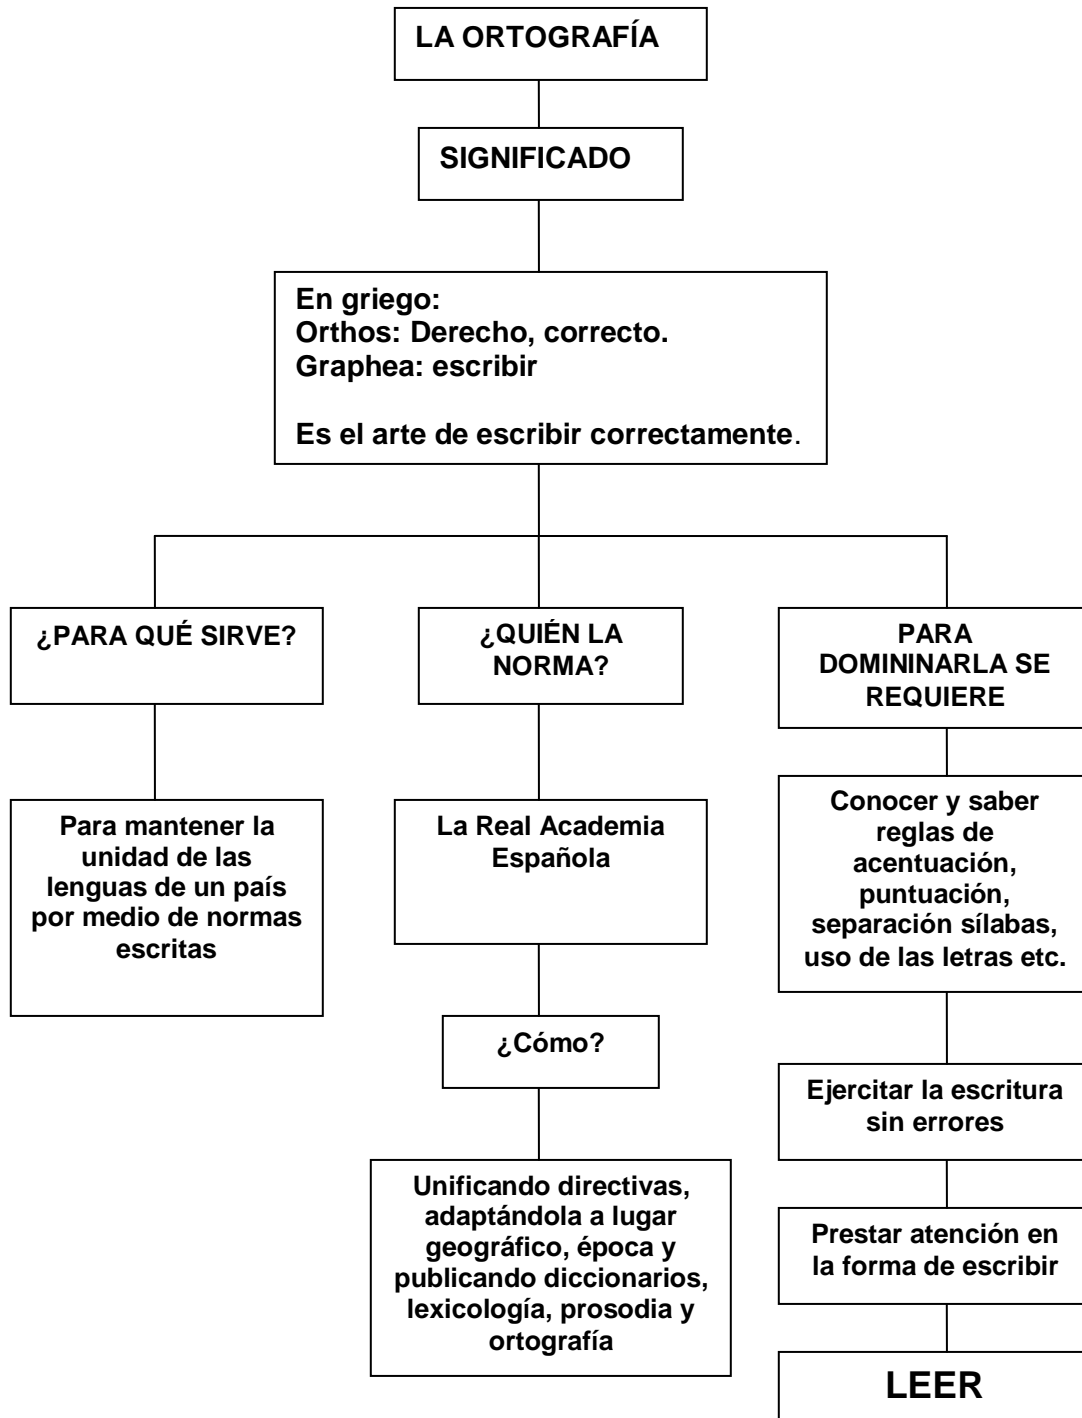 LA ORTOGRAFÍA
SIGNIFICADO
En griego:
Orthos: Derecho, correcto.
Graphea: escribir
Es el arte de escribir correctamente.
¿PARA QUÉ SIRVE?
Para mantener la
unidad de las
lenguas de un país
por medio de normas
escritas
¿QUIÉN LA
NORMA?
La Real Academia
Española
¿Cómo?
Unificando directivas,
adaptándola a lugar
geográfico, época y
publicando diccionarios,
lexicología, prosodia y
ortografía
PARA
DOMININARLA SE
REQUIERE
Conocer y saber
reglas de
acentuación,
puntuación,
separación sílabas,
uso de las letras etc.
Ejercitar la escritura
sin errores
Prestar atención en
la forma de escribir
LEER